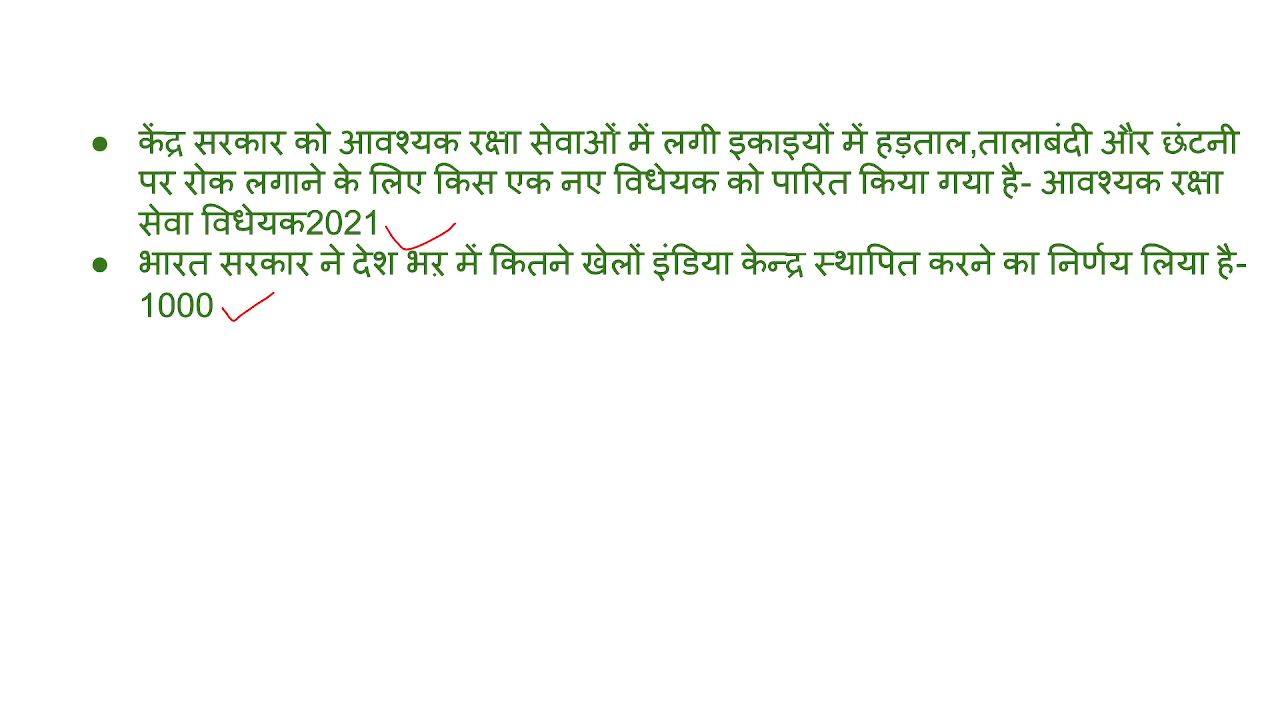 ● केंद्र सरकार को आवश्यक रक्षा सेवाओं में लगी इकाइयों में हड़ताल,तालाबंदी और छंटनी
पर रोक लगाने के लिए किस एक नए विधेयक को पारित किया गया है- आवश्यक रक्षा
सेवा विधेयक2021
● भारत सरकार ने देश भऱ में कितने खेलों इंडिया केन्द्र स्थापित करने का निर्णय लिया है-
1000